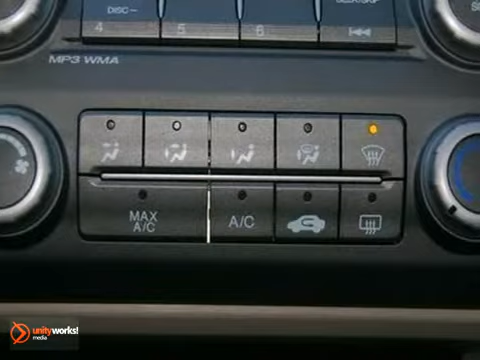 DISC−
4 5 6
MP3 WMA
MAX
A/C
A/C
unityworks!
media